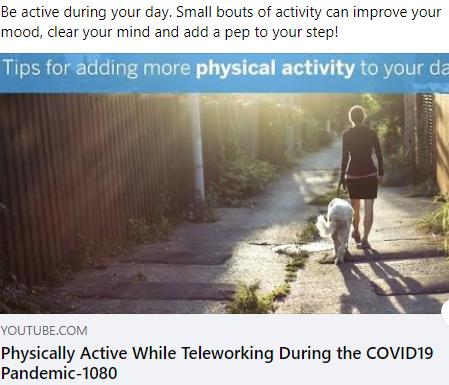 Be active during your day. Small bouts of activity can improve your
mood, clear your mind and add a pep to your step!
Tips for adding more physical activity to your da
YOUTUBE.COM
Physically Active While Teleworking During the COVID19
Pandemic-1080